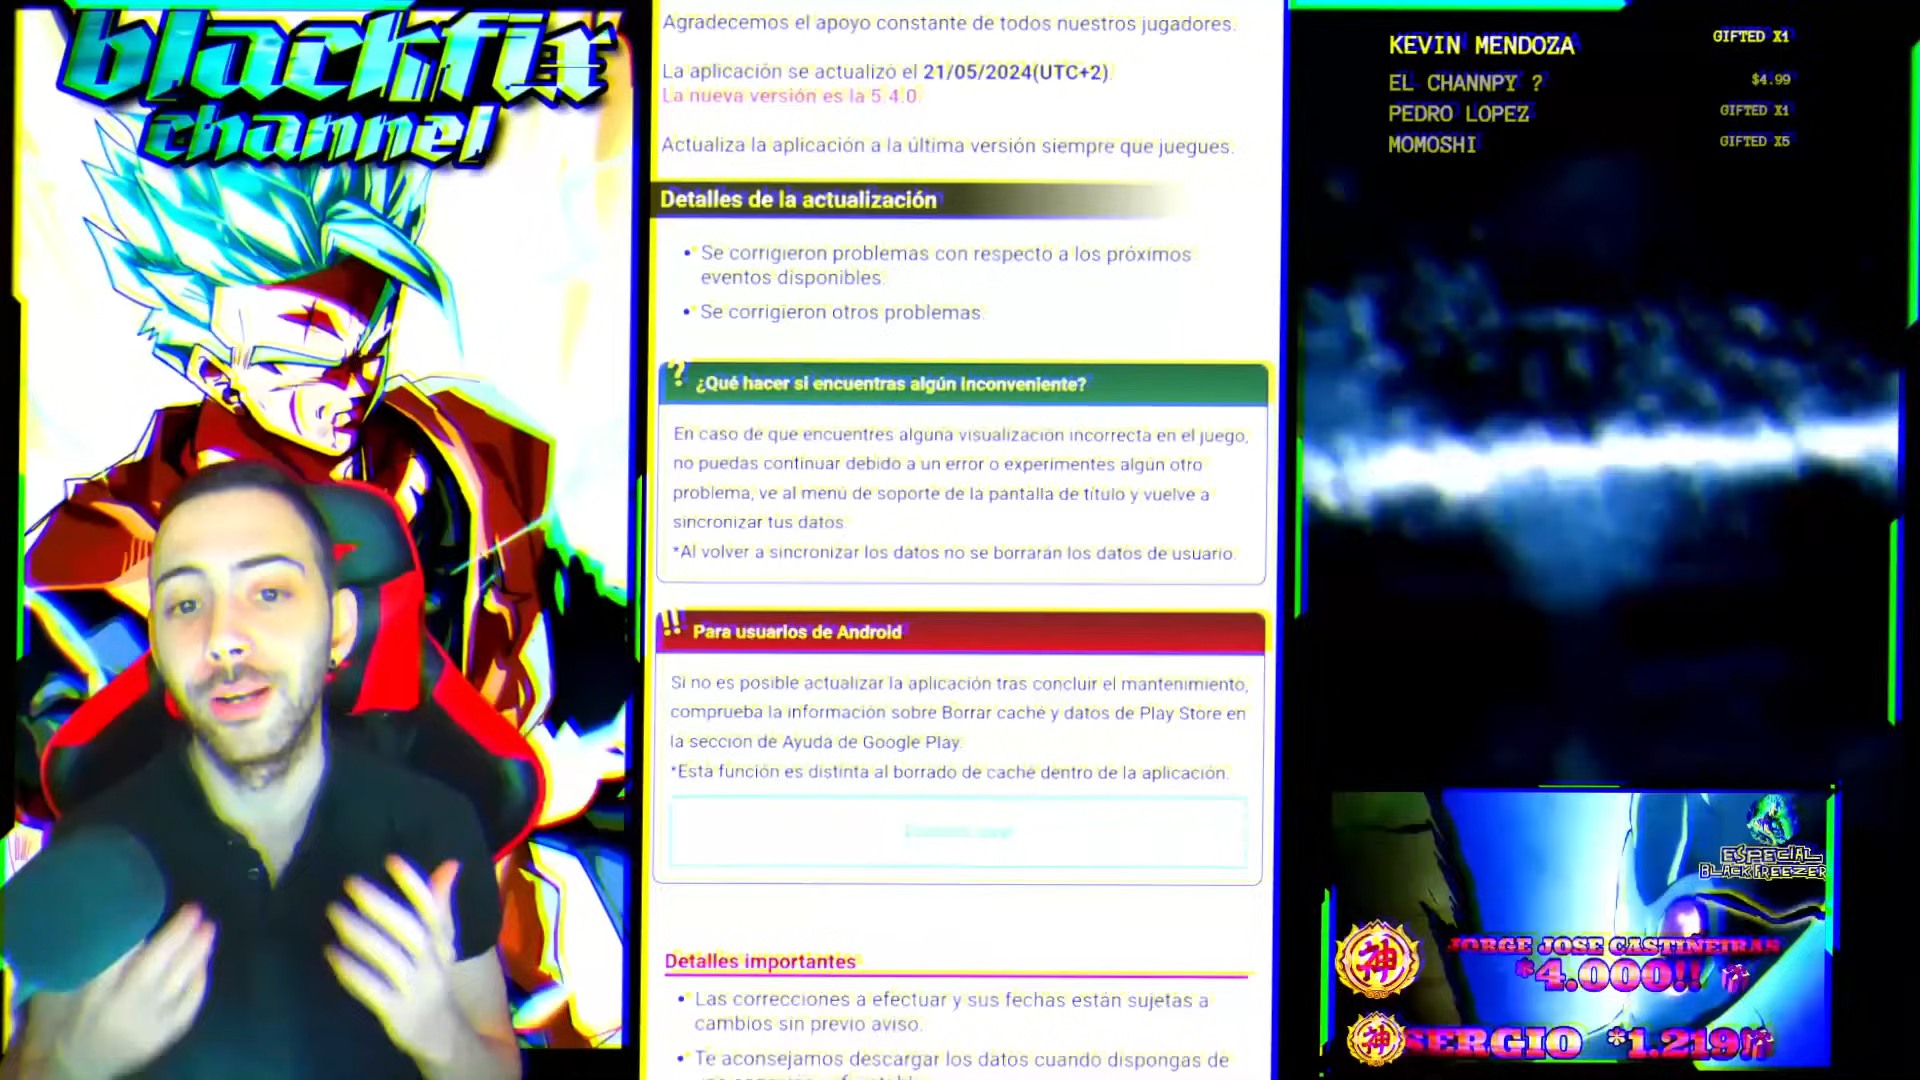 blackfix
channel
Agradecemos el apoyo constante de todos nuestros jugadores.
La aplicación se actualizó el 21/05/2024(UTC+2)
La nueva versión es la 5.4.0
Actualiza la aplicación a la última versión siempre que juegues.
Detalles de la actualización
• Se corrigieron problemas con respecto a los próximos
eventos disponibles.
• Se corrigieron otros problemas.
? ¿Qué hacer si encuentras algún inconveniente?
En caso de que encuentres alguna visualización incorrecta en el juego,
no puedas continuar debido a un error o experimentes algún otro
problema, ve al menú de soporte de la pantalla de título y vuelve a
sincronizar tus datos.
*Al volver a sincronizar los datos no se borrarán los datos de usuario.
!! Para usuarios de Android
Si no es posible actualizar la aplicación tras concluir el mantenimiento,
comprueba la información sobre Borrar caché y datos de Play Store en
la sección de Ayuda de Google Play.
*Esta función es distinta al borrado de caché dentro de la aplicación.
Detalles importantes
• Las correcciones a efectuar y sus fechas están sujetas a
cambios sin previo aviso.
• Te aconsejamos descargar los datos cuando dispongas de
KEVIN MENDOZA GIFTED X1
EL CHANNPY ? $4.99
PEDRO LOPEZ GIFTED X1
MOMOSHI GIFTED X5
ESPECIAL
BLACKFREEZER
神 JORGE JOSE CASTIÑEIRAS
*4.000!!
神 SERGIO *1.219